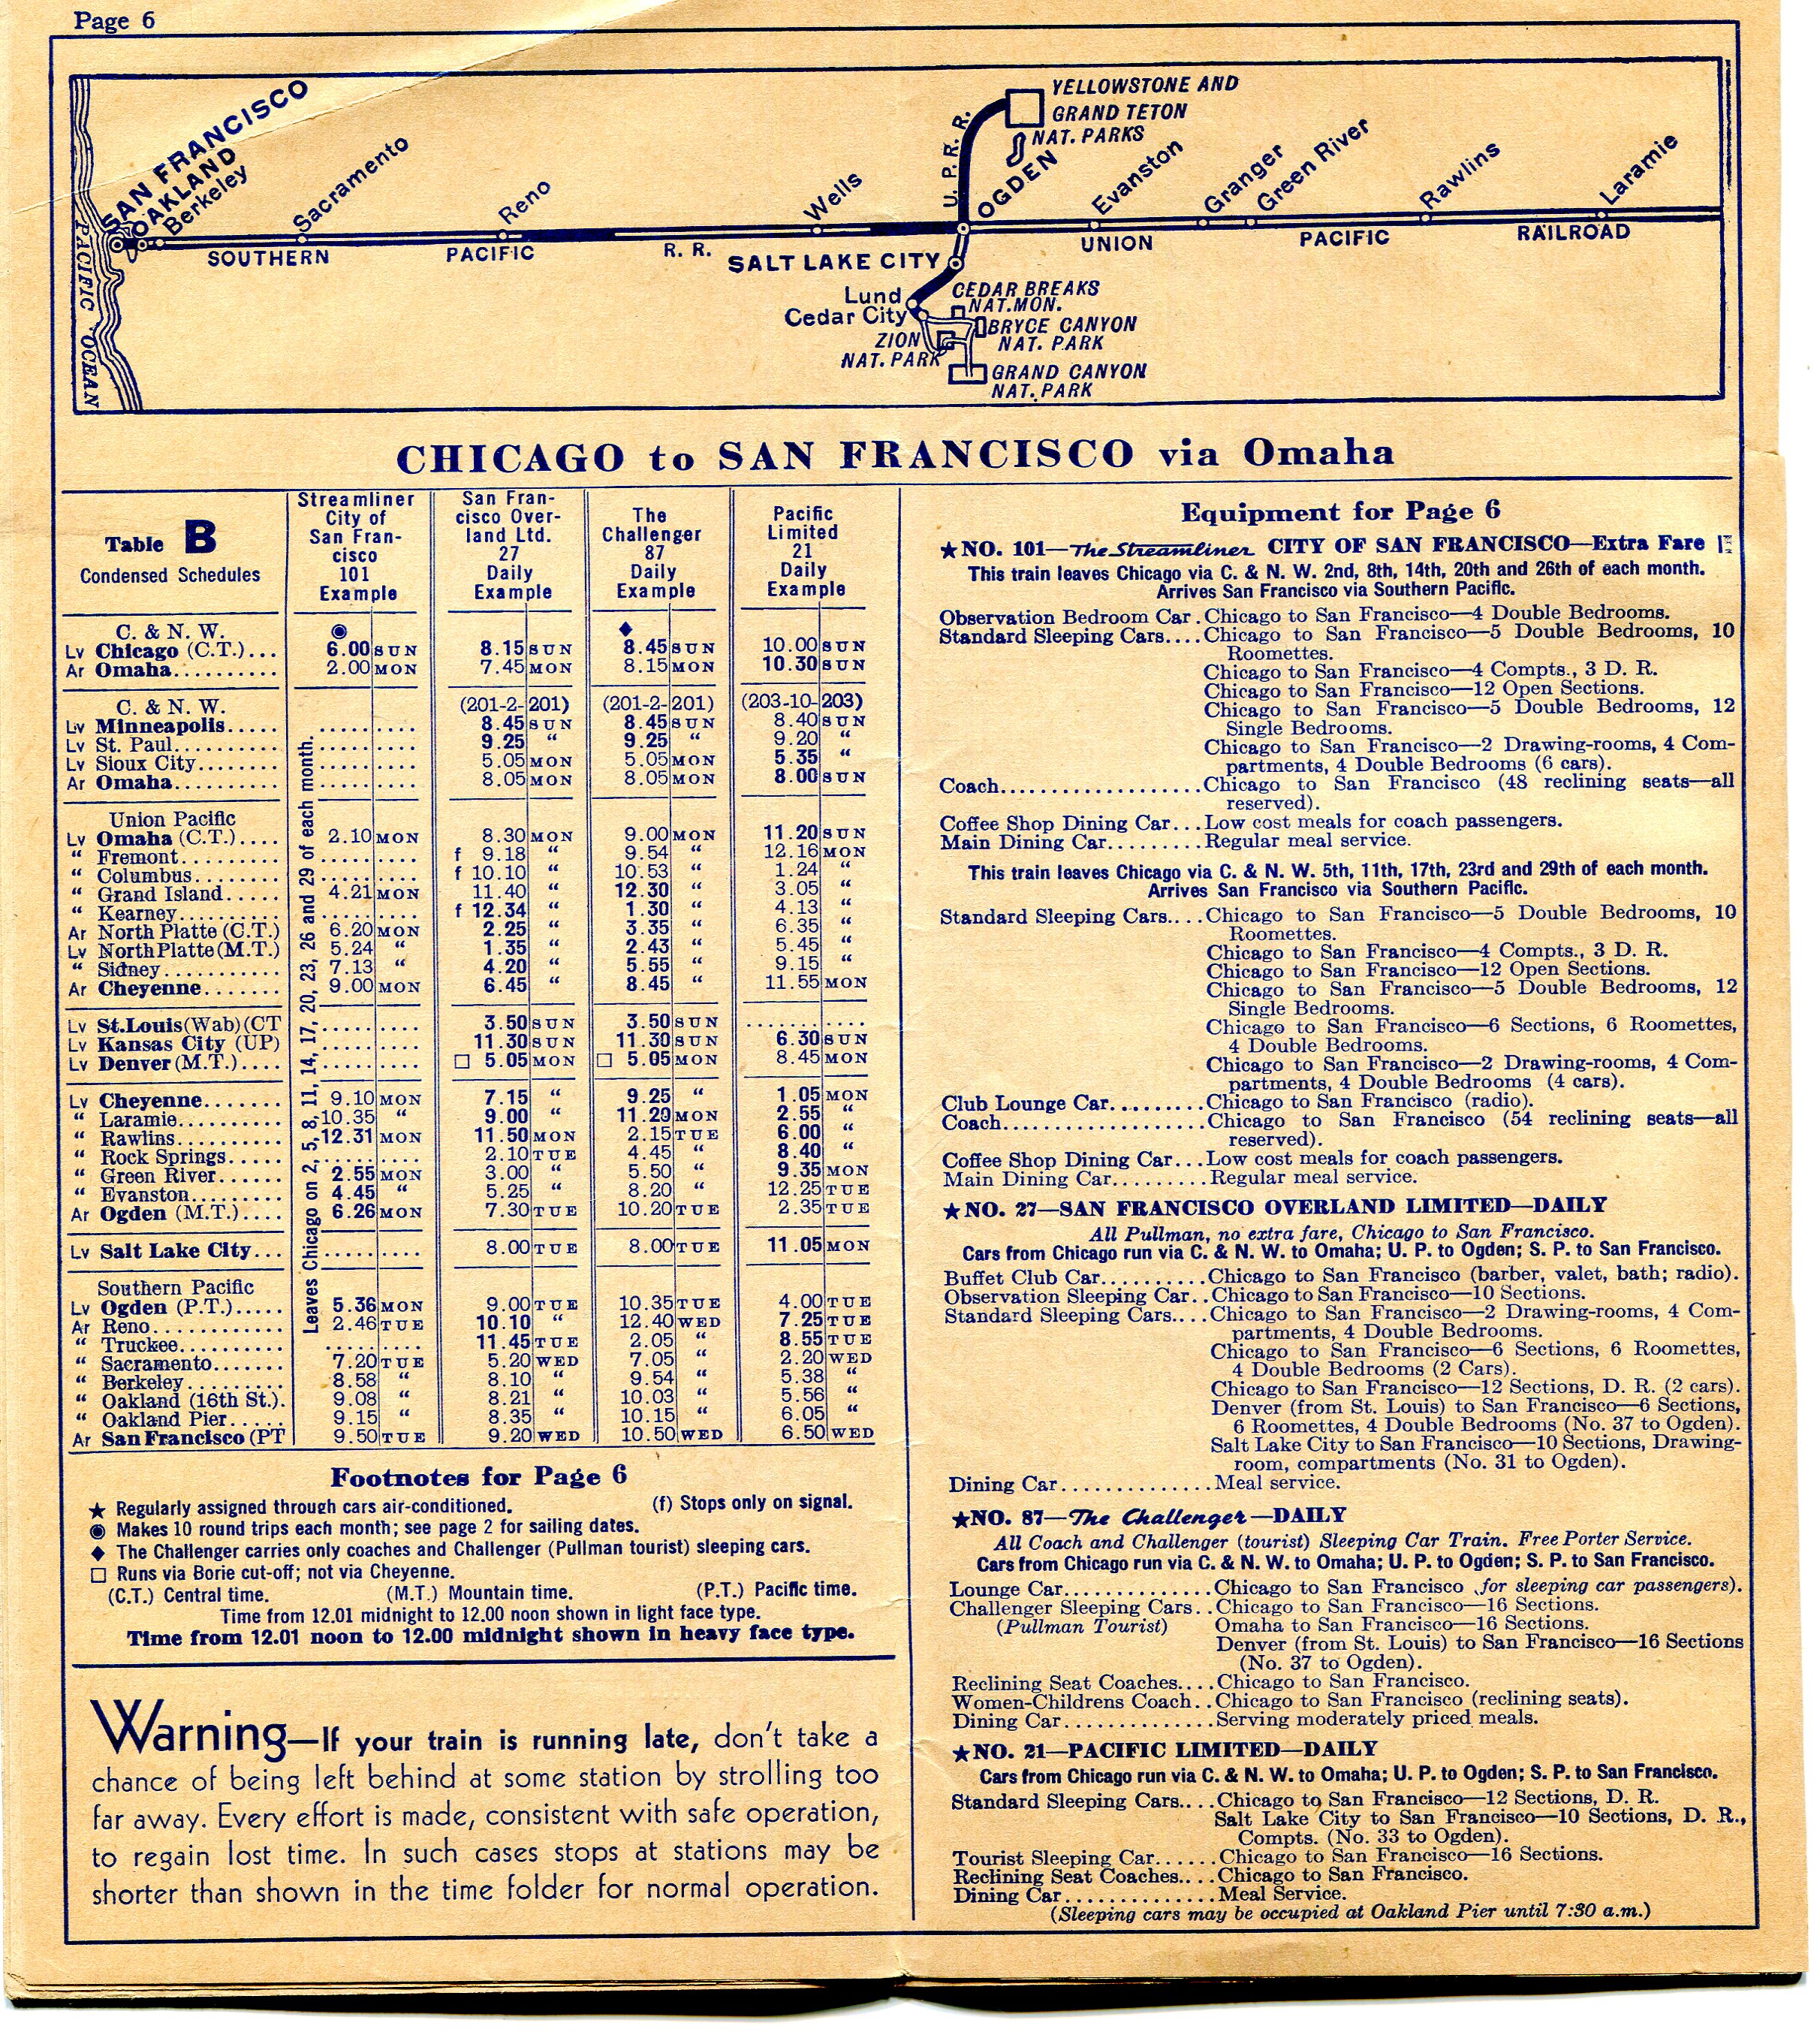 Page 6
YELLOWSTONE AND
GRAND TETON
NAT. PARKS
U. P. R. R.
SAN FRANCISCO
OAKLAND
Berkeley
Sacramento
Reno
Wells
OGDEN
Evanston
Granger
Green River
Rawlins
Laramie
SOUTHERN PACIFIC R. R.
UNION PACIFIC RAILROAD
SALT LAKE CITY
Lund
Cedar City
CEDAR BREAKS
NAT. MON.
BRYCE CANYON
NAT. PARK
ZION
NAT. PARK
GRAND CANYON
NAT. PARK
PACIFIC OCEAN
CHICAGO to SAN FRANCISCO via Omaha
Table B
Condensed Schedules
Streamliner City of San Fran-cisco 101 Example
San Fran-cisco Over-land Ltd. 27 Daily Example
The Challenger 87 Daily Example
Pacific Limited 21 Daily Example
Leaves Chicago on 2, 5, 8, 11, 14, 17, 20, 23, 26 and 29 of each month.
C. & N. W. ◉ ◆
Lv Chicago (C.T.)... 6.00 SUN 8.15 SUN 8.45 SUN 10.00 SUN
Ar Omaha.......... 2.00 MON 7.45 MON 8.15 MON 10.30 SUN
C. & N. W. (201-2-201) (201-2-201) (203-10-203)
Lv Minneapolis..... .......... 8.45 SUN 8.45 SUN 8.40 SUN
Lv St. Paul.......... .......... 9.25 “ 9.25 “ 9.20 “
Lv Sioux City........ .......... 5.05 MON 5.05 MON 5.35 “
Ar Omaha.......... .......... 8.05 MON 8.05 MON 8.00 SUN
Union Pacific
Lv Omaha (C.T.).... 2.10 MON 8.30 MON 9.00 MON 11.20 SUN
“ Fremont......... .......... f 9.18 “ 9.54 “ 12.16 MON
“ Columbus........ .......... f 10.10 “ 10.53 “ 1.24 “
“ Grand Island..... 4.21 MON 11.40 “ 12.30 “ 3.05 “
“ Kearney.......... .......... f 12.34 “ 1.30 “ 4.13 “
Ar North Platte (C.T.) 6.20 MON 2.25 “ 3.35 “ 6.35 “
Lv North Platte (M.T.) 5.24 “ 1.35 “ 2.43 “ 5.45 “
“ Sidney........... 7.13 “ 4.20 “ 5.55 “ 9.15 “
Ar Cheyenne....... 9.00 MON 6.45 “ 8.45 “ 11.55 MON
Lv St. Louis (Wab) (CT .......... 3.50 SUN 3.50 SUN ..........
Lv Kansas City (UP) .......... 11.30 SUN 11.30 SUN 6.30 SUN
Lv Denver (M.T.).... .......... □ 5.05 MON □ 5.05 MON 8.45 MON
Lv Cheyenne....... 9.10 MON 7.15 “ 9.25 “ 1.05 MON
“ Laramie.......... 10.35 “ 9.00 “ 11.20 MON 2.55 “
“ Rawlins.......... 12.31 MON 11.50 MON 2.15 TUE 6.00 “
“ Rock Springs..... .......... 2.10 TUE 4.45 “ 8.40 “
“ Green River...... 2.55 MON 3.00 “ 5.50 “ 9.35 MON
“ Evanston......... 4.45 “ 5.25 “ 8.20 “ 12.25 TUE
Ar Ogden (M.T.).... 6.26 MON 7.30 TUE 10.20 TUE 2.35 TUE
Lv Salt Lake City... .......... 8.00 TUE 8.00 TUE 11.05 MON
Southern Pacific
Lv Ogden (P.T.)..... 5.36 MON 9.00 TUE 10.35 TUE 4.00 TUE
Ar Reno............ 2.46 TUE 10.10 “ 12.40 WED 7.25 TUE
“ Truckee.......... .......... 11.45 TUE 2.05 “ 8.55 TUE
“ Sacramento....... 7.20 TUE 5.20 WED 7.05 “ 2.20 WED
“ Berkeley......... 8.58 “ 8.10 “ 9.54 “ 5.38 “
“ Oakland (16th St.). 9.08 “ 8.21 “ 10.03 “ 5.56 “
“ Oakland Pier..... 9.15 “ 8.35 “ 10.15 “ 6.05 “
Ar San Francisco (PT 9.50 TUE 9.20 WED 10.50 WED 6.50 WED
Footnotes for Page 6
★ Regularly assigned through cars air-conditioned. (f) Stops only on signal.
◉ Makes 10 round trips each month; see page 2 for sailing dates.
◆ The Challenger carries only coaches and Challenger (Pullman tourist) sleeping cars.
□ Runs via Borie cut-off; not via Cheyenne.
(C.T.) Central time. (M.T.) Mountain time. (P.T.) Pacific time.
Time from 12.01 midnight to 12.00 noon shown in light face type.
Time from 12.01 noon to 12.00 midnight shown in heavy face type.
Warning—If your train is running late, don't take a
chance of being left behind at some station by strolling too
far away. Every effort is made, consistent with safe operation,
to regain lost time. In such cases stops at stations may be
shorter than shown in the time folder for normal operation.
Equipment for Page 6
★NO. 101—The Streamliner CITY OF SAN FRANCISCO—Extra Fare
This train leaves Chicago via C. & N. W. 2nd, 8th, 14th, 20th and 26th of each month.
Arrives San Francisco via Southern Pacific.
Observation Bedroom Car. Chicago to San Francisco—4 Double Bedrooms.
Standard Sleeping Cars.... Chicago to San Francisco—5 Double Bedrooms, 10
Roomettes.
Chicago to San Francisco—4 Compts., 3 D. R.
Chicago to San Francisco—12 Open Sections.
Chicago to San Francisco—5 Double Bedrooms, 12
Single Bedrooms.
Chicago to San Francisco—2 Drawing-rooms, 4 Com-
partments, 4 Double Bedrooms (6 cars).
Coach................... Chicago to San Francisco (48 reclining seats—all
reserved).
Coffee Shop Dining Car... Low cost meals for coach passengers.
Main Dining Car......... Regular meal service.
This train leaves Chicago via C. & N. W. 5th, 11th, 17th, 23rd and 29th of each month.
Arrives San Francisco via Southern Pacific.
Standard Sleeping Cars.... Chicago to San Francisco—5 Double Bedrooms, 10
Roomettes.
Chicago to San Francisco—4 Compts., 3 D. R.
Chicago to San Francisco—12 Open Sections.
Chicago to San Francisco—5 Double Bedrooms, 12
Single Bedrooms.
Chicago to San Francisco—6 Sections, 6 Roomettes,
4 Double Bedrooms.
Chicago to San Francisco—2 Drawing-rooms, 4 Com-
partments, 4 Double Bedrooms (4 cars).
Club Lounge Car......... Chicago to San Francisco (radio).
Coach................... Chicago to San Francisco (54 reclining seats—all
reserved).
Coffee Shop Dining Car... Low cost meals for coach passengers.
Main Dining Car......... Regular meal service.
★NO. 27—SAN FRANCISCO OVERLAND LIMITED—DAILY
All Pullman, no extra fare, Chicago to San Francisco.
Cars from Chicago run via C. & N. W. to Omaha; U. P. to Ogden; S. P. to San Francisco.
Buffet Club Car.......... Chicago to San Francisco (barber, valet, bath; radio).
Observation Sleeping Car.. Chicago to San Francisco—10 Sections.
Standard Sleeping Cars.... Chicago to San Francisco—2 Drawing-rooms, 4 Com-
partments, 4 Double Bedrooms.
Chicago to San Francisco—6 Sections, 6 Roomettes,
4 Double Bedrooms (2 Cars).
Chicago to San Francisco—12 Sections, D. R. (2 cars).
Denver (from St. Louis) to San Francisco—6 Sections,
6 Roomettes, 4 Double Bedrooms (No. 37 to Ogden).
Salt Lake City to San Francisco—10 Sections, Drawing-
room, compartments (No. 31 to Ogden).
Dining Car.............. Meal service.
★NO. 87—The Challenger—DAILY
All Coach and Challenger (tourist) Sleeping Car Train. Free Porter Service.
Cars from Chicago run via C. & N. W. to Omaha; U. P. to Ogden; S. P. to San Francisco.
Lounge Car............. Chicago to San Francisco (for sleeping car passengers).
Challenger Sleeping Cars.. Chicago to San Francisco—16 Sections.
(Pullman Tourist) Omaha to San Francisco—16 Sections.
Denver (from St. Louis) to San Francisco—16 Sections
(No. 37 to Ogden).
Reclining Seat Coaches.... Chicago to San Francisco.
Women-Childrens Coach.. Chicago to San Francisco (reclining seats).
Dining Car.............. Serving moderately priced meals.
★NO. 21—PACIFIC LIMITED—DAILY
Cars from Chicago run via C. & N. W. to Omaha; U. P. to Ogden; S. P. to San Francisco.
Standard Sleeping Cars.... Chicago to San Francisco—12 Sections, D. R.
Salt Lake City to San Francisco—10 Sections, D. R.,
Compts. (No. 33 to Ogden).
Tourist Sleeping Car...... Chicago to San Francisco—16 Sections.
Reclining Seat Coaches.... Chicago to San Francisco.
Dining Car.............. Meal Service.
(Sleeping cars may be occupied at Oakland Pier until 7:30 a.m.)